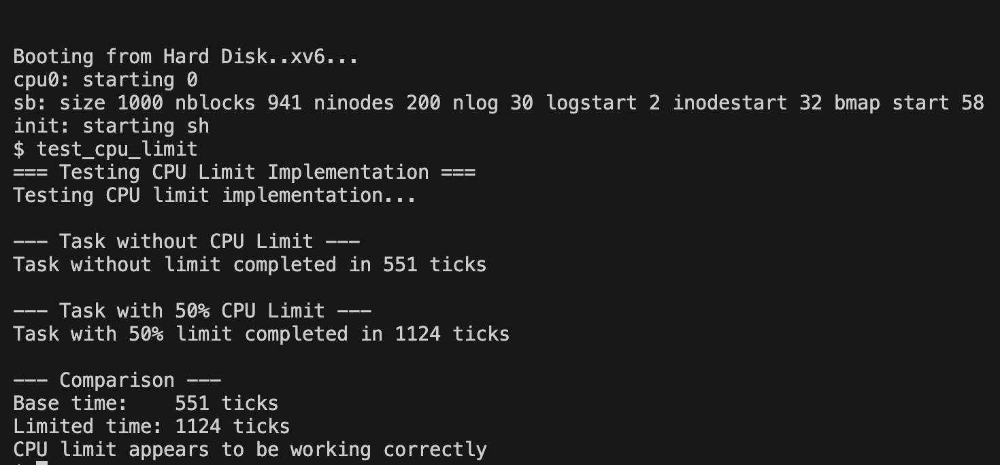 Booting from Hard Disk..xv6...
cpu0: starting 0
sb: size 1000 nblocks 941 ninodes 200 nlog 30 logstart 2 inodestart 32 bmap start 58
init: starting sh
$ test_cpu_limit
=== Testing CPU Limit Implementation ===
Testing CPU limit implementation...
--- Task without CPU Limit ---
Task without limit completed in 551 ticks
--- Task with 50% CPU Limit ---
Task with 50% limit completed in 1124 ticks
--- Comparison ---
Base time:    551 ticks
Limited time: 1124 ticks
CPU limit appears to be working correctly